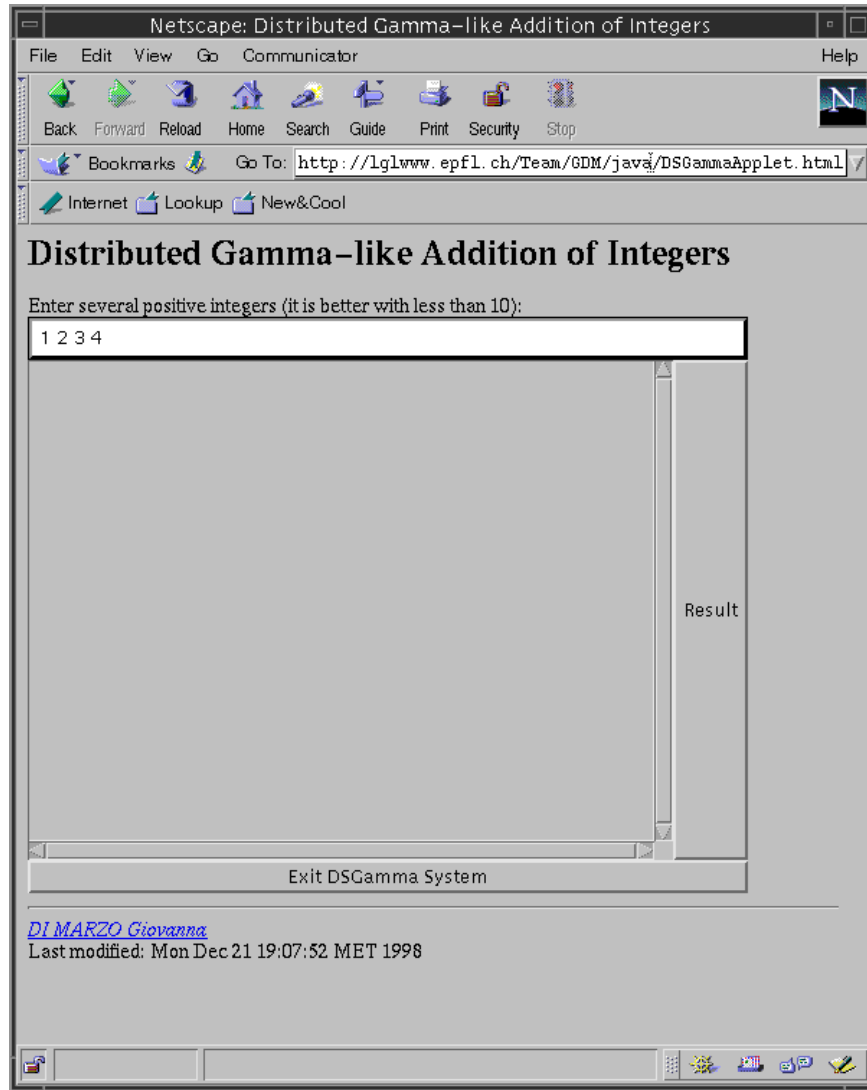 Netscape: Distributed Gamma–like Addition of Integers
File Edit View Go Communicator Help
Back Forward Reload Home Search Guide Print Security Stop
N
Bookmarks Go To: http://lglwww.epfl.ch/Team/GDM/java/DSGammaApplet.html
Internet Lookup New&Cool
Distributed Gamma–like Addition of Integers
Enter several positive integers (it is better with less than 10):
1 2 3 4
Result
Exit DSGamma System
DI MARZO Giovanna
Last modified: Mon Dec 21 19:07:52 MET 1998